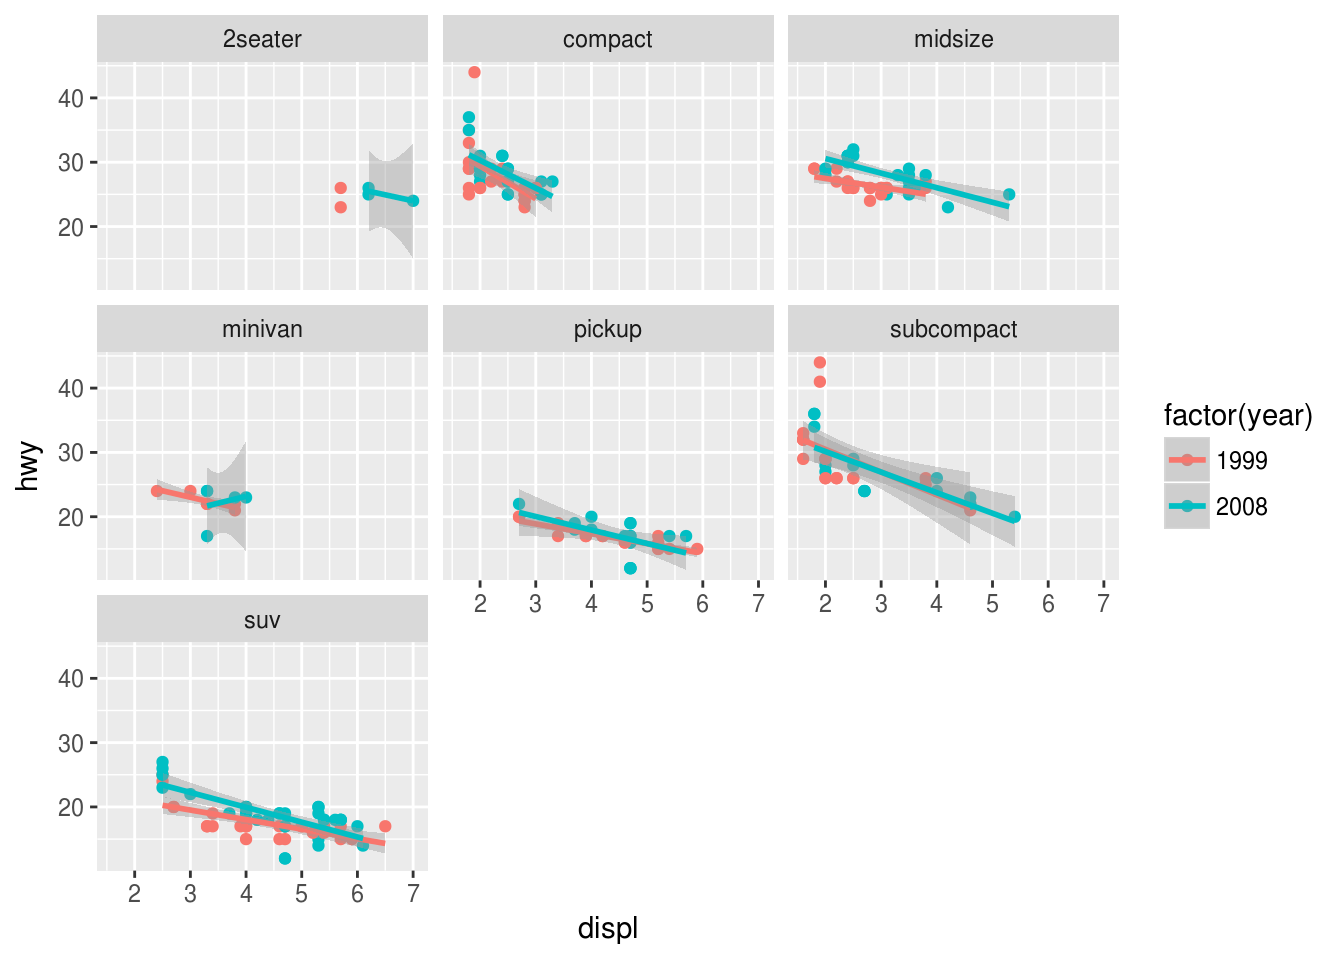 2seater compact midsize
40
30
20
minivan pickup subcompact
40
30
20
hwy
factor(year)
1999
2008
2 3 4 5 6 7 2 3 4 5 6 7
suv
40
30
20
2 3 4 5 6 7
displ